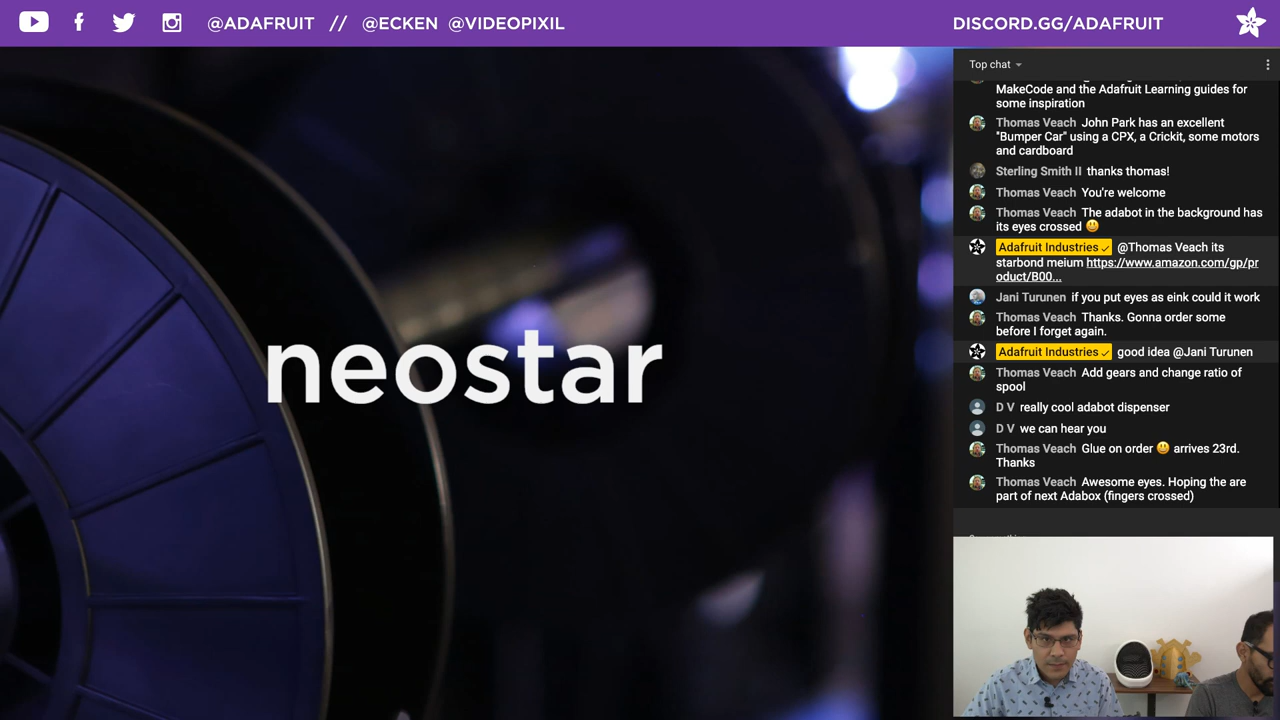 @ADAFRUIT // @ECKEN @VIDEOPIXIL
DISCORD.GG/ADAFRUIT
neostar
Top chat
MakeCode and the Adafruit Learning guides for
some inspiration
Thomas Veach John Park has an excellent
"Bumper Car" using a CPX, a Crickit, some motors
and cardboard
Sterling Smith II thanks thomas!
Thomas Veach You're welcome
Thomas Veach The adabot in the background has
its eyes crossed 😃
Adafruit Industries ✓ @Thomas Veach its
starbond meium https://www.amazon.com/gp/pr
oduct/B00...
Jani Turunen if you put eyes as eink could it work
Thomas Veach Thanks. Gonna order some
before I forget again.
Adafruit Industries ✓ good idea @Jani Turunen
Thomas Veach Add gears and change ratio of
spool
D V really cool adabot dispenser
D V we can hear you
Thomas Veach Glue on order 😃 arrives 23rd.
Thanks
Thomas Veach Awesome eyes. Hoping the are
part of next Adabox (fingers crossed)